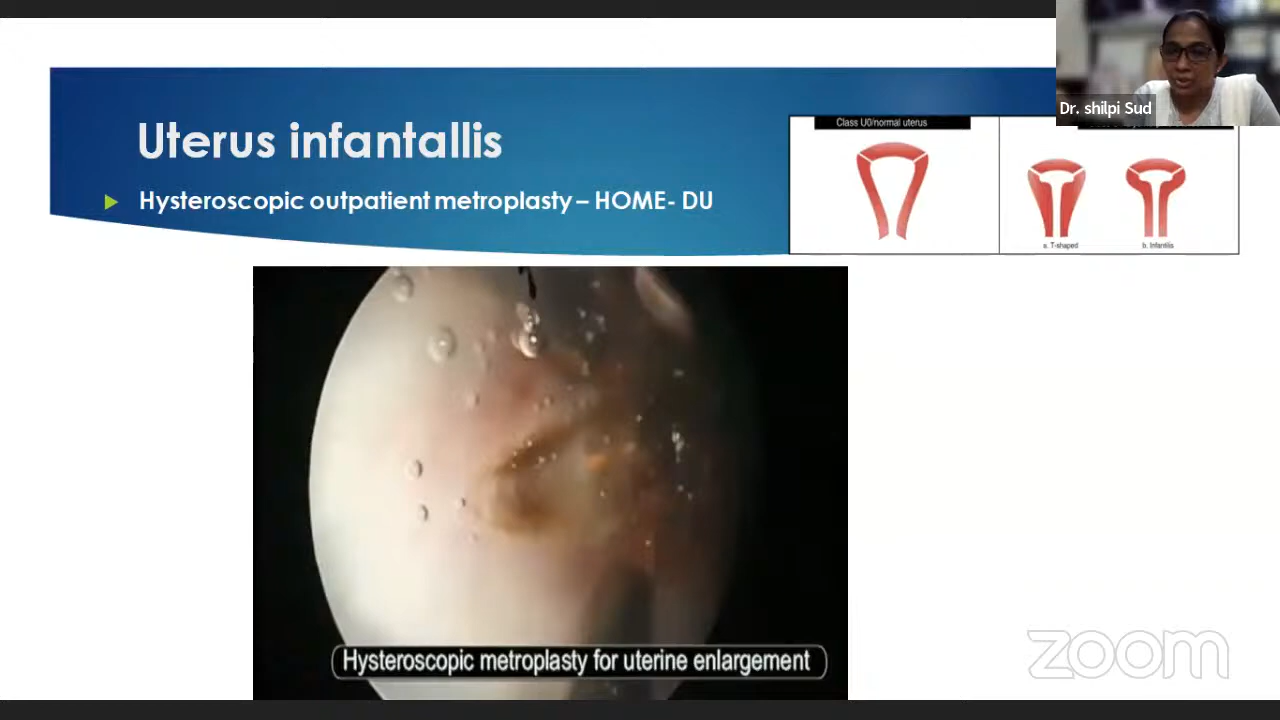 Uterus infantallis
Hysteroscopic outpatient metroplasty – HOME- DU
Class U0/normal uterus
a. T-shaped
b. Infantilis
Dr. shilpi Sud
Hysteroscopic metroplasty for uterine enlargement
zoom